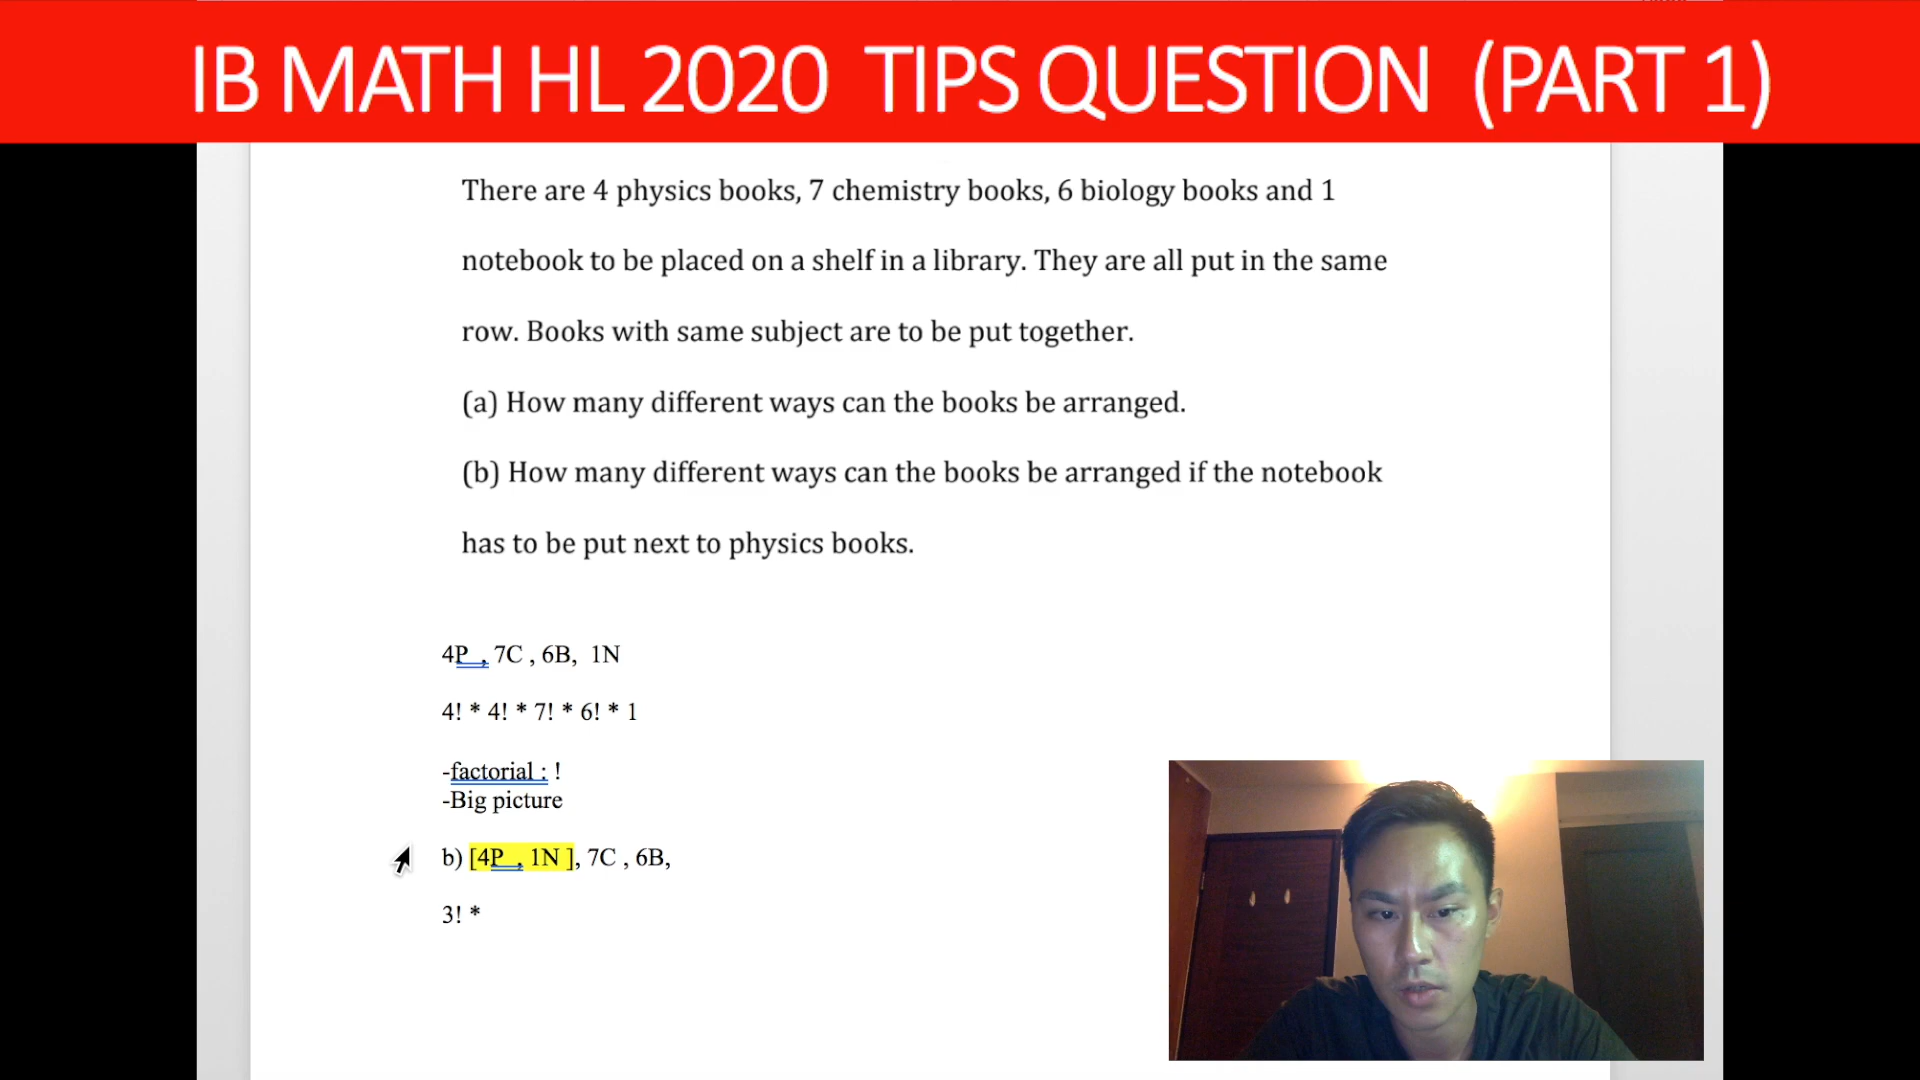 IB MATH HL 2020 TIPS QUESTION (PART 1)
There are 4 physics books, 7 chemistry books, 6 biology books and 1
notebook to be placed on a shelf in a library. They are all put in the same
row. Books with same subject are to be put together.
(a) How many different ways can the books be arranged.
(b) How many different ways can the books be arranged if the notebook
has to be put next to physics books.
4P , 7C , 6B, 1N
4! * 4! * 7! * 6! * 1
-factorial : !
-Big picture
b) [4P , 1N ], 7C , 6B,
3! *